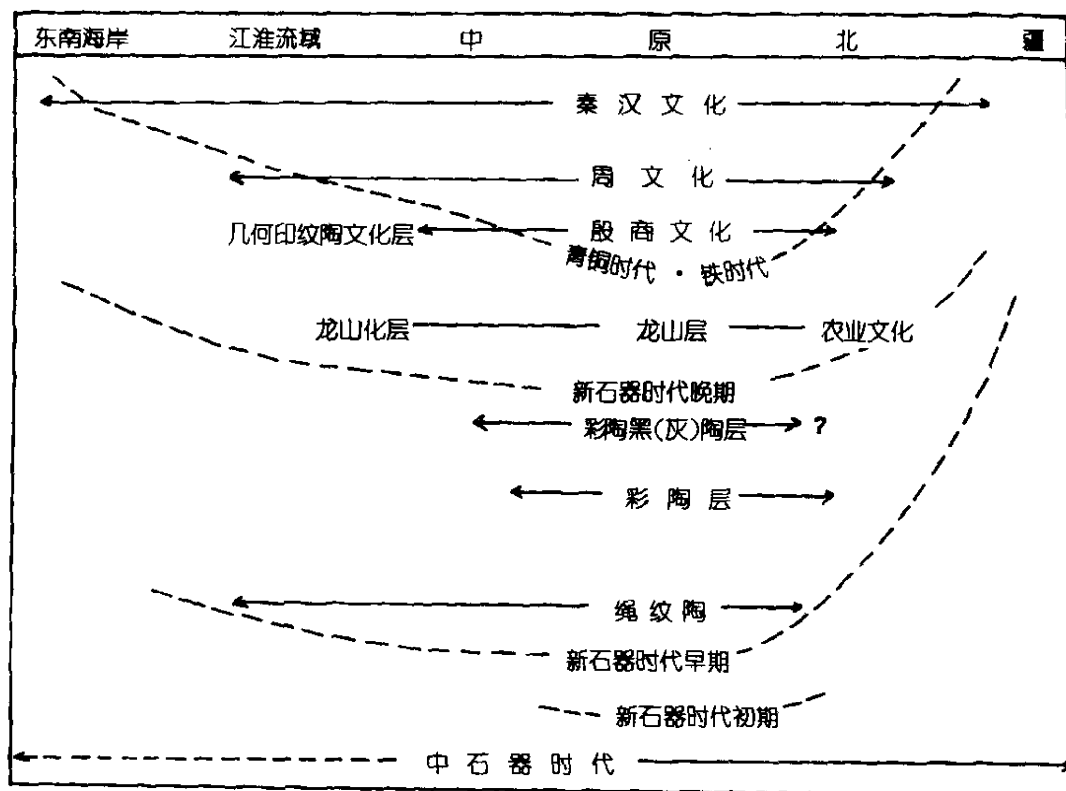 东南海岸 江淮流域 中 原 北 疆
秦汉文化
周文化
几何印纹陶文化层 殷商文化
青铜时代·铁时代
龙山化层 龙山层 农业文化
新石器时代晚期
彩陶黑(灰)陶层 ?
彩陶层
绳纹陶
新石器时代早期
新石器时代初期
中石器时代